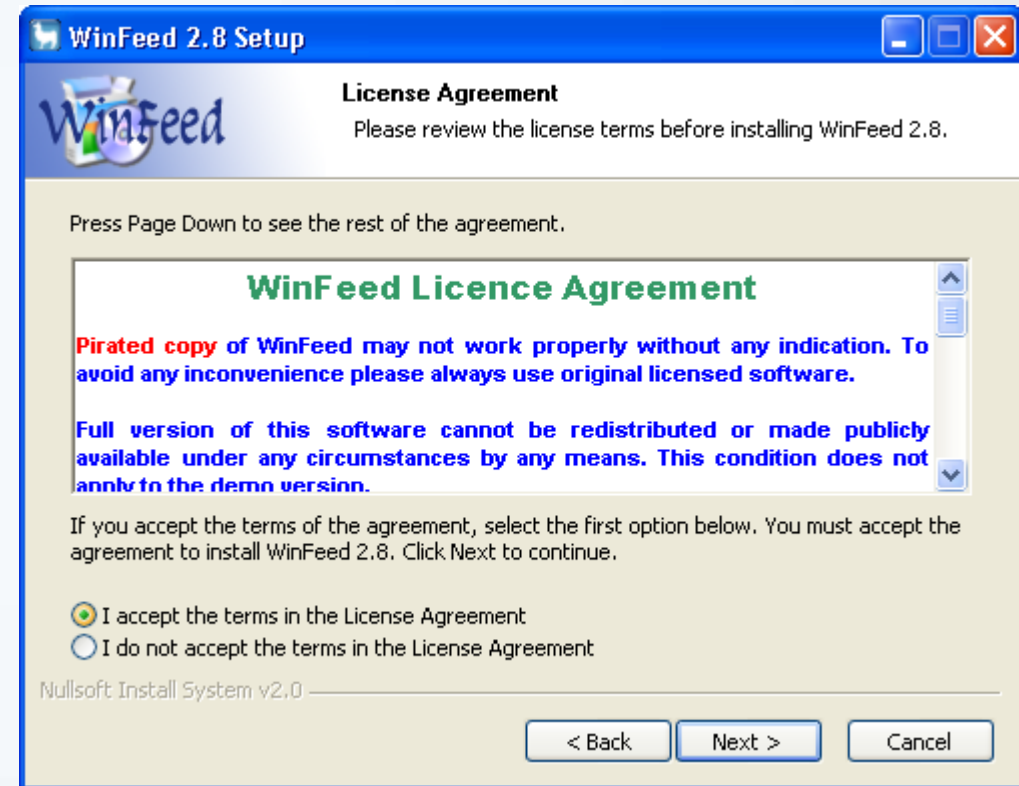 WinFeed 2.8 Setup
WinFeed
License Agreement
Please review the license terms before installing WinFeed 2.8.
Press Page Down to see the rest of the agreement.
WinFeed Licence Agreement
Pirated copy of WinFeed may not work properly without any indication. To
avoid any inconvenience please always use original licensed software.
Full version of this software cannot be redistributed or made publicly
available under any circumstances by any means. This condition does not
apply to the demo version.
If you accept the terms of the agreement, select the first option below. You must accept the
agreement to install WinFeed 2.8. Click Next to continue.
I accept the terms in the License Agreement
I do not accept the terms in the License Agreement
Nullsoft Install System v2.0
< Back Next > Cancel